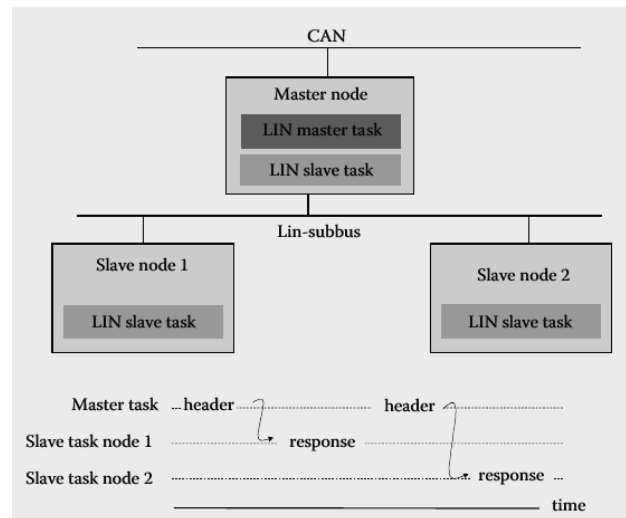 CAN
Master node
LIN master task
LIN slave task
Lin-subbus
Slave node 1
LIN slave task
Slave node 2
LIN slave task
Master task header header
Slave task node 1 response
Slave task node 2 response
time